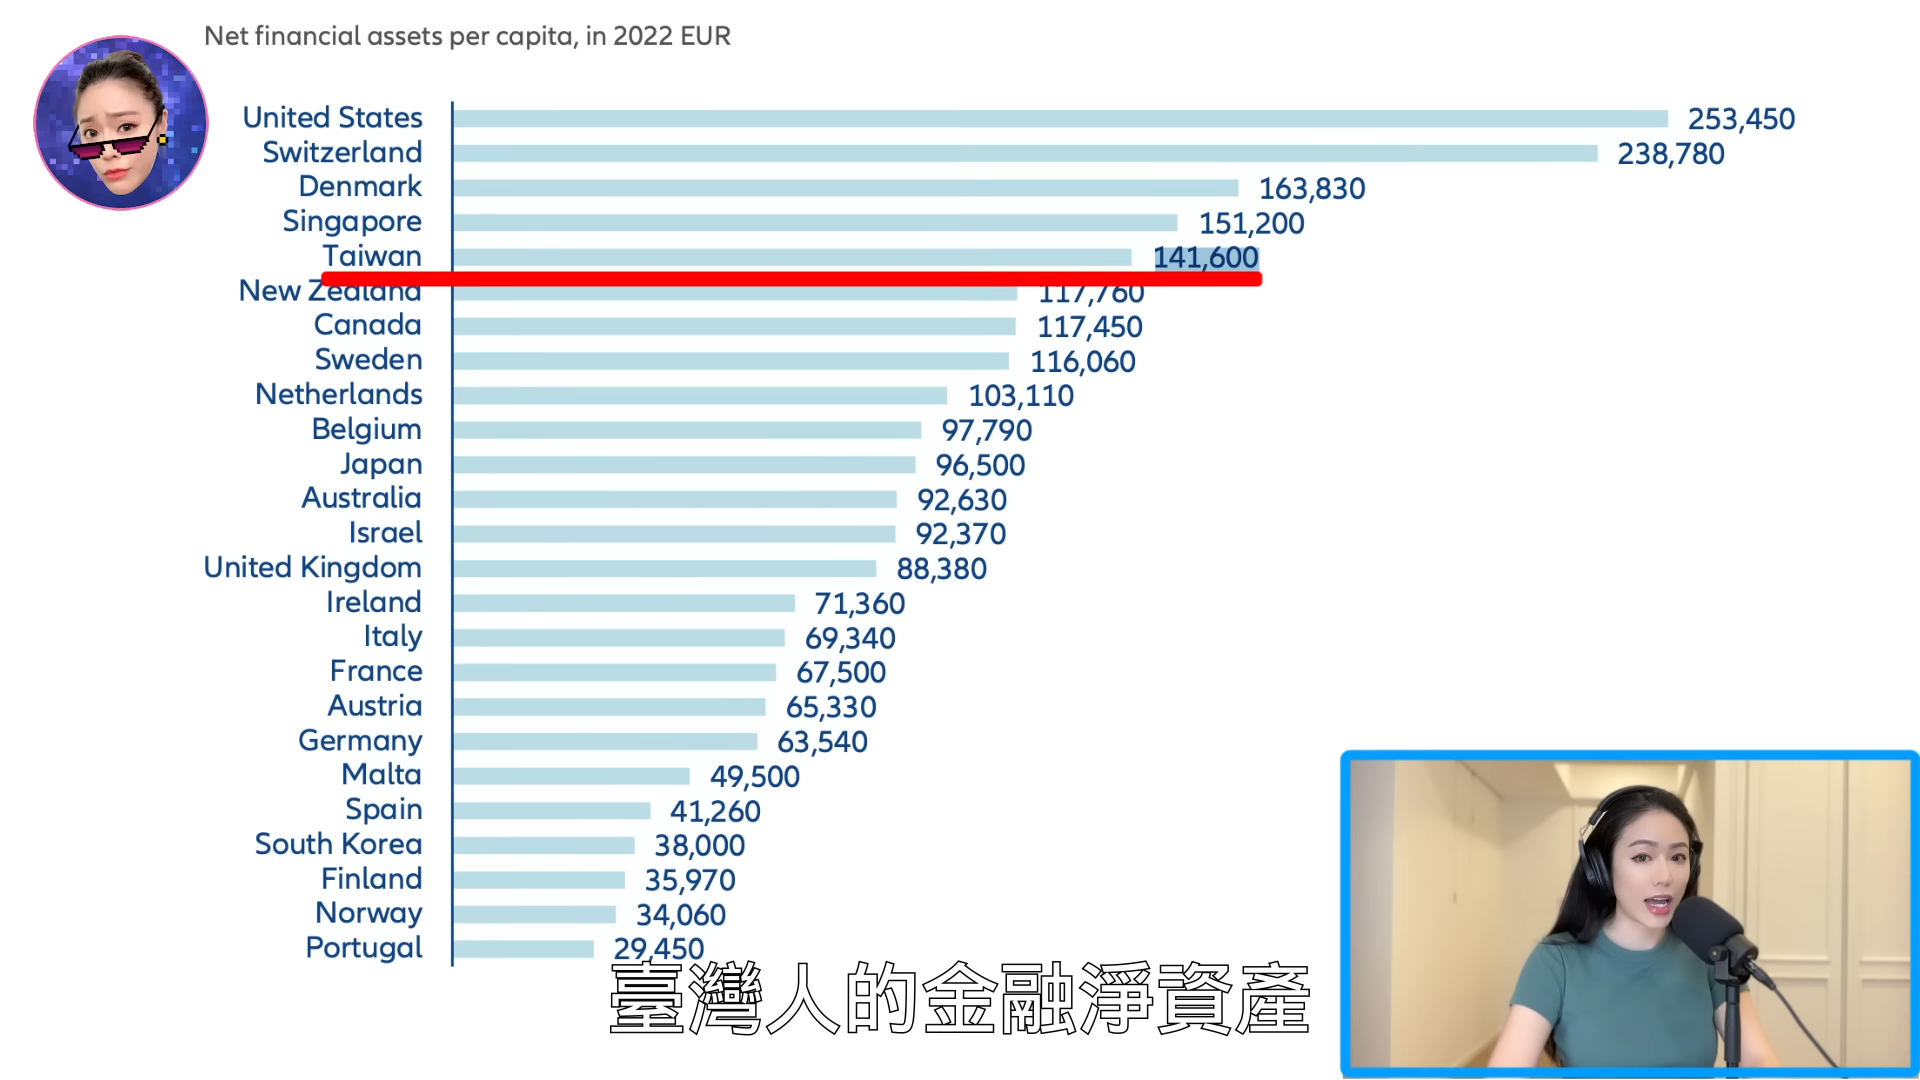 Net financial assets per capita, in 2022 EUR
United States 253,450
Switzerland 238,780
Denmark 163,830
Singapore 151,200
Taiwan 141,600
New Zealand 117,760
Canada 117,450
Sweden 116,060
Netherlands 103,110
Belgium 97,790
Japan 96,500
Australia 92,630
Israel 92,370
United Kingdom 88,380
Ireland 71,360
Italy 69,340
France 67,500
Austria 65,330
Germany 63,540
Malta 49,500
Spain 41,260
South Korea 38,000
Finland 35,970
Norway 34,060
Portugal 29,450
臺灣人的金融淨資產